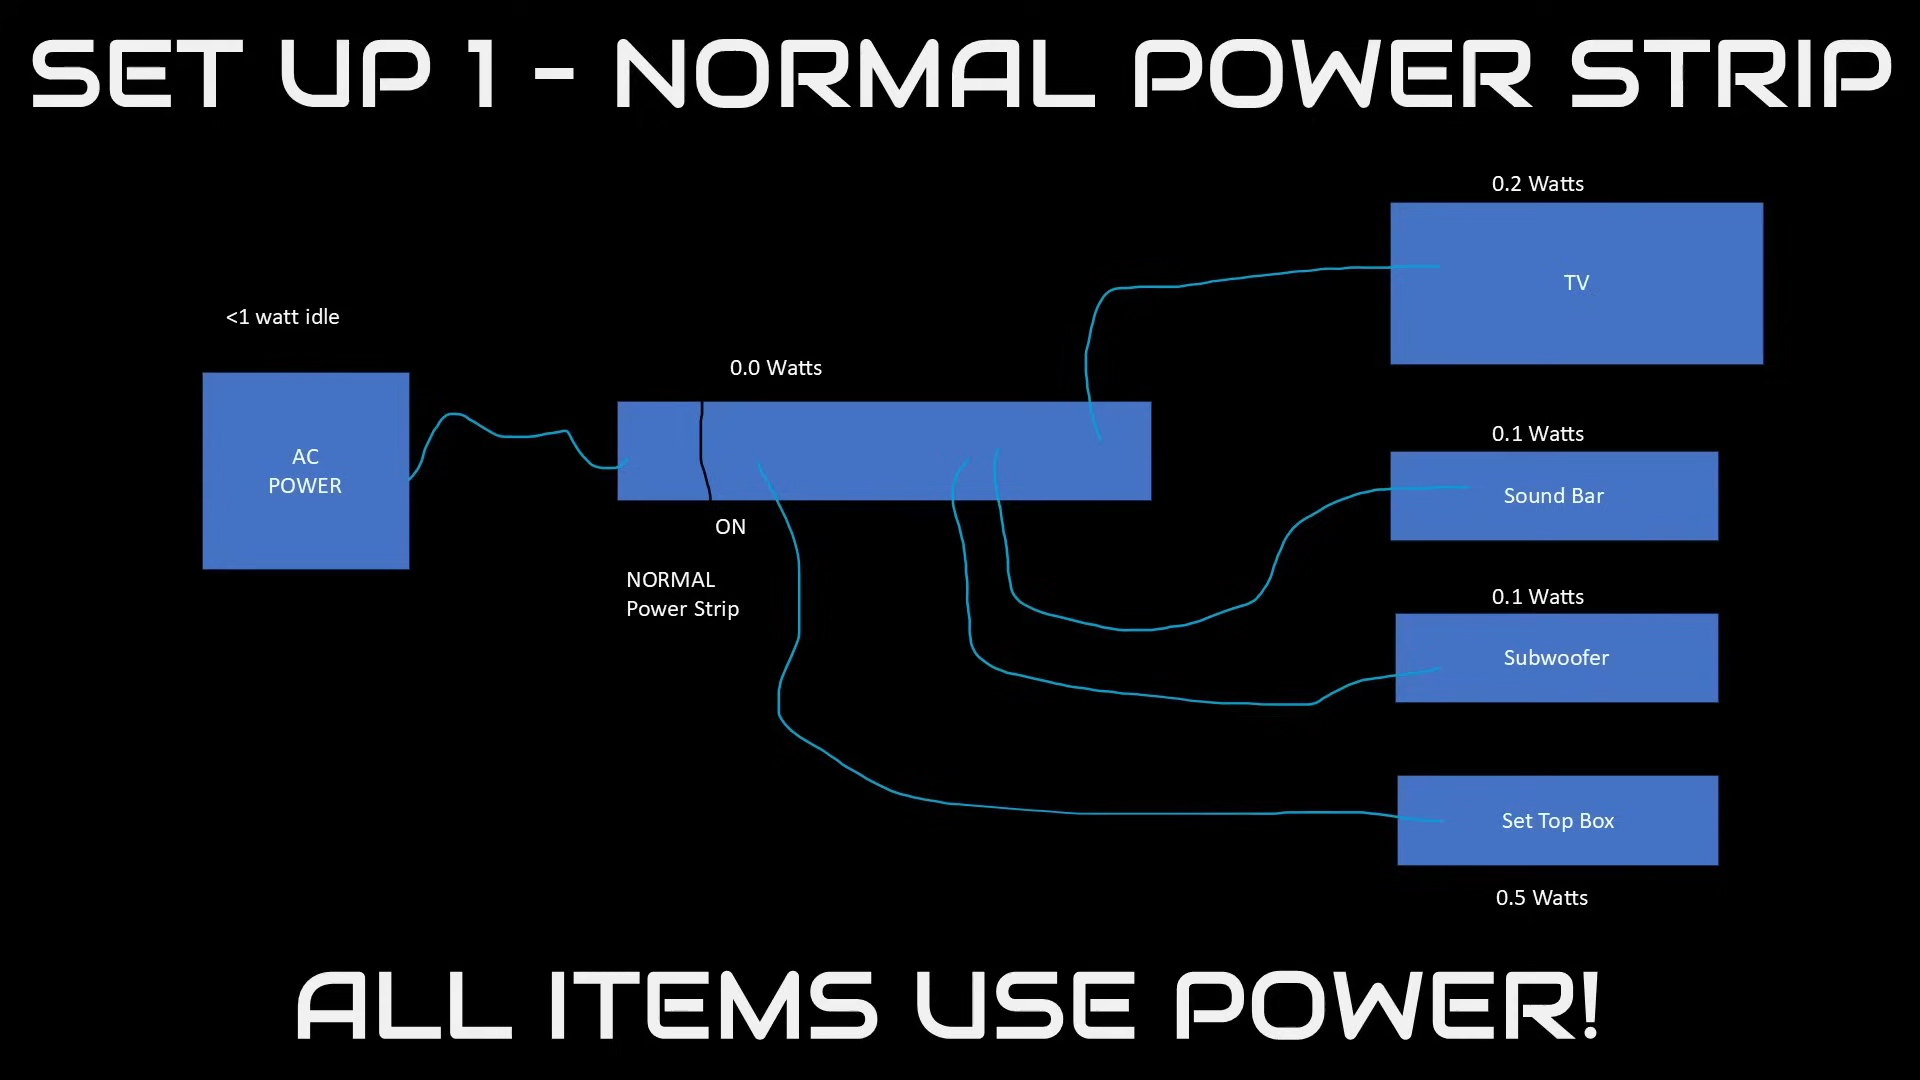 SET UP 1 - NORMAL POWER STRIP
0.2 Watts
TV
<1 watt idle
0.0 Watts
AC
POWER
0.1 Watts
Sound Bar
ON
NORMAL
Power Strip
0.1 Watts
Subwoofer
Set Top Box
0.5 Watts
ALL ITEMS USE POWER!